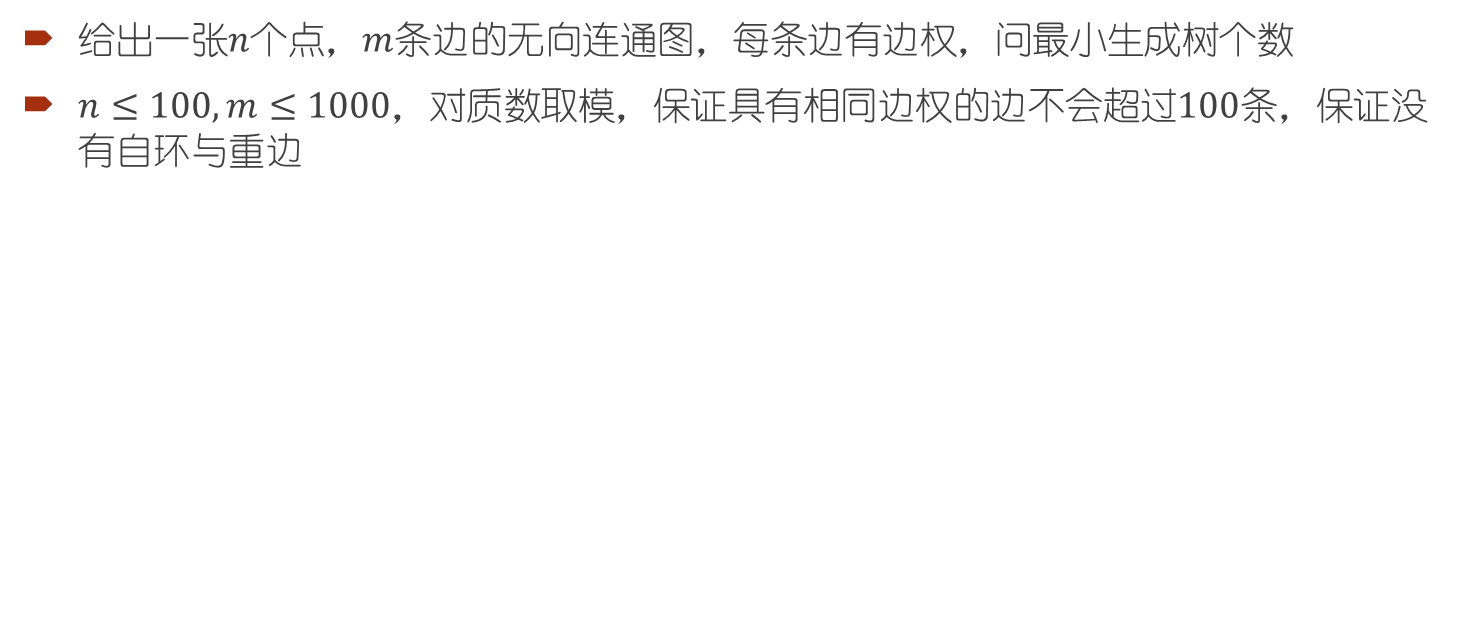 给出一张n个点，m条边的无向连通图，每条边有边权，问最小生成树个数
n ≤ 100, m ≤ 1000，对质数取模，保证具有相同边权的边不会超过100条，保证没
有自环与重边